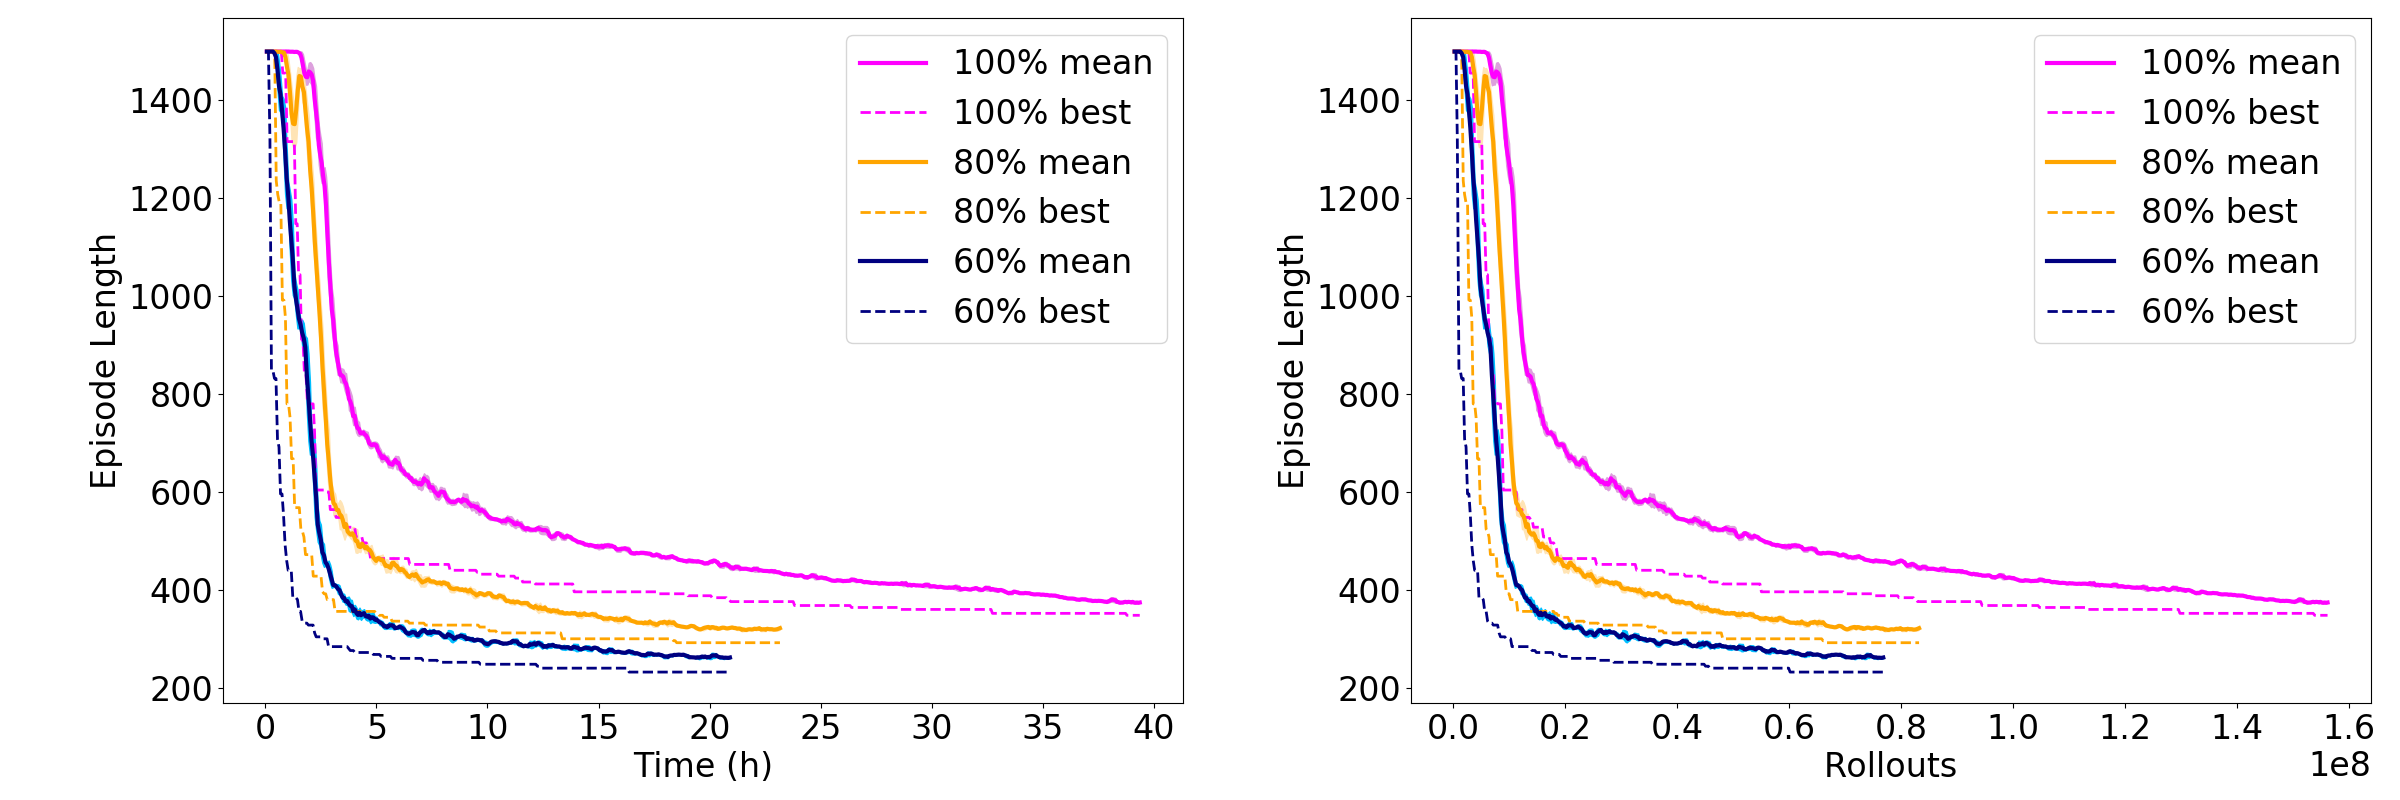 1400
1200
1000
800
600
400
200
Episode Length
0 5 10 15 20 25 30 35 40
Time (h)
100% mean
100% best
80% mean
80% best
60% mean
60% best
1400
1200
1000
800
600
400
200
Episode Length
0.0 0.2 0.4 0.6 0.8 1.0 1.2 1.4 1.6
Rollouts
1e8
100% mean
100% best
80% mean
80% best
60% mean
60% best